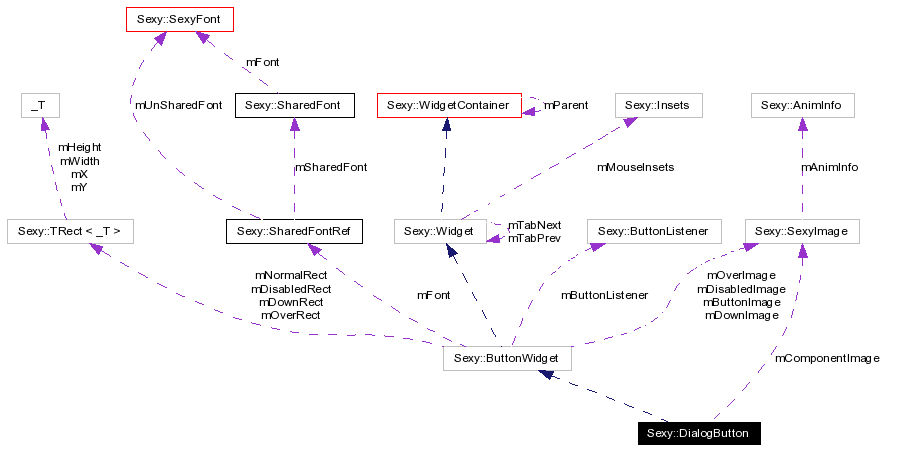 Sexy::SexyFont
mFont
_T
mUnSharedFont
Sexy::SharedFont
Sexy::WidgetContainer
mParent
Sexy::Insets
Sexy::AnimInfo
mHeight
mWidth
mX
mY
mSharedFont
mMouseInsets
mAnimInfo
Sexy::TRect < _T >
Sexy::SharedFontRef
Sexy::Widget
mTabNext
mTabPrev
Sexy::ButtonListener
Sexy::SexyImage
mNormalRect
mDisabledRect
mDownRect
mOverRect
mFont
mButtonListener
mOverImage
mDisabledImage
mButtonImage
mDownImage
Sexy::ButtonWidget
mComponentImage
Sexy::DialogButton